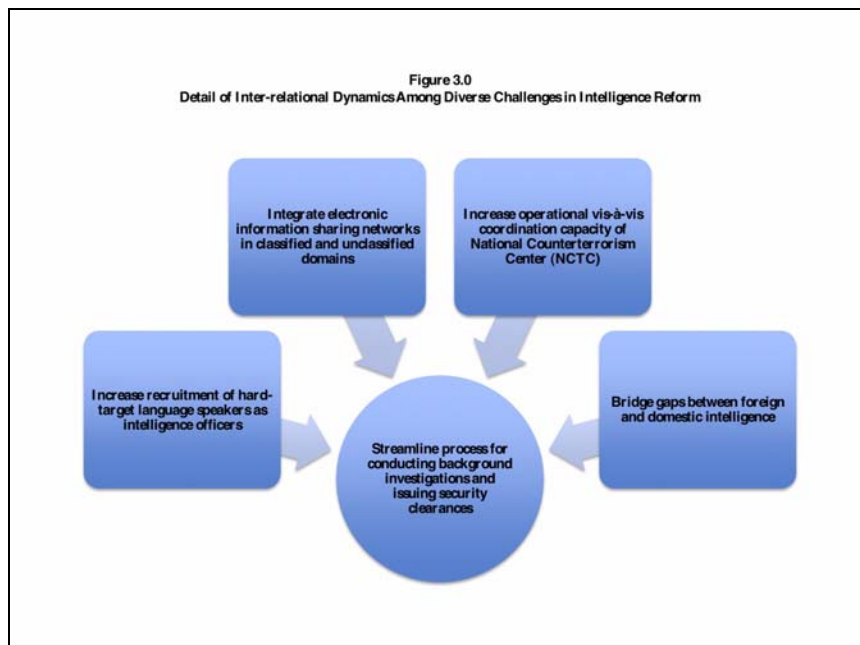 Figure 3.0
Detail of Inter-relational Dynamics Among Diverse Challenges in Intelligence Reform
Integrate electronic
information sharing networks
in classified and unclassified
domains
Increase operational vis-à-vis
coordination capacity of
National Counterterrorism
Center (NCTC)
Increase recruitment of hard-
target language speakers as
intelligence officers
Bridge gaps between foreign
and domestic intelligence
Streamline process for
conducting background
investigations and
issuing security
clearances